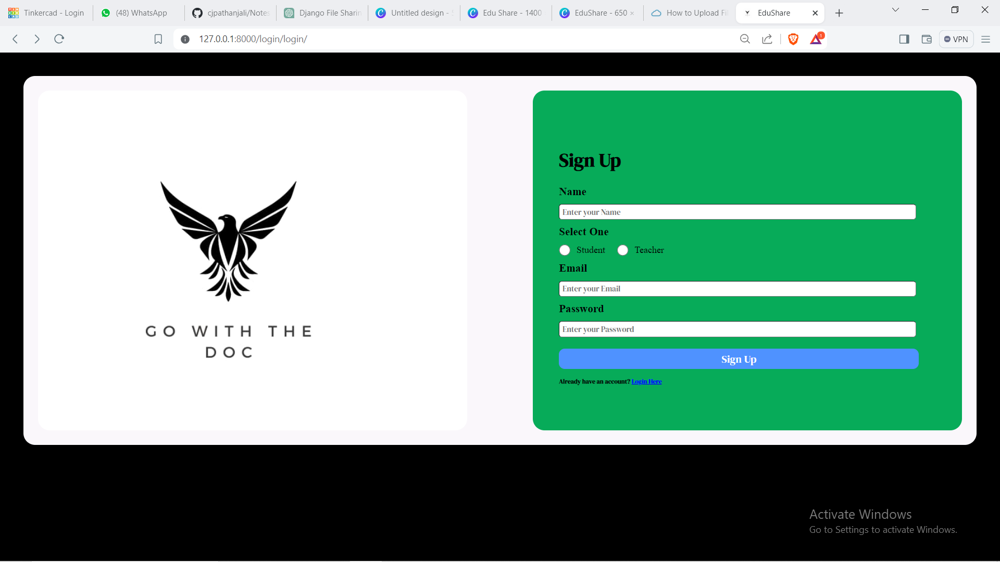 Tinkercad - Login
(48) WhatsApp
cjpathanjali/Notes
Django File Sharin
Untitled design - 5
Edu Share - 1400
EduShare - 650 ×
How to Upload Fil
EduShare
127.0.0.1:8000/login/login/
1
VPN
GO WITH THE
DOC
Sign Up
Name
Enter your Name
Select One
Student Teacher
Email
Enter your Email
Password
Enter your Password
Sign Up
Already have an account? Login Here
Activate Windows
Go to Settings to activate Windows.